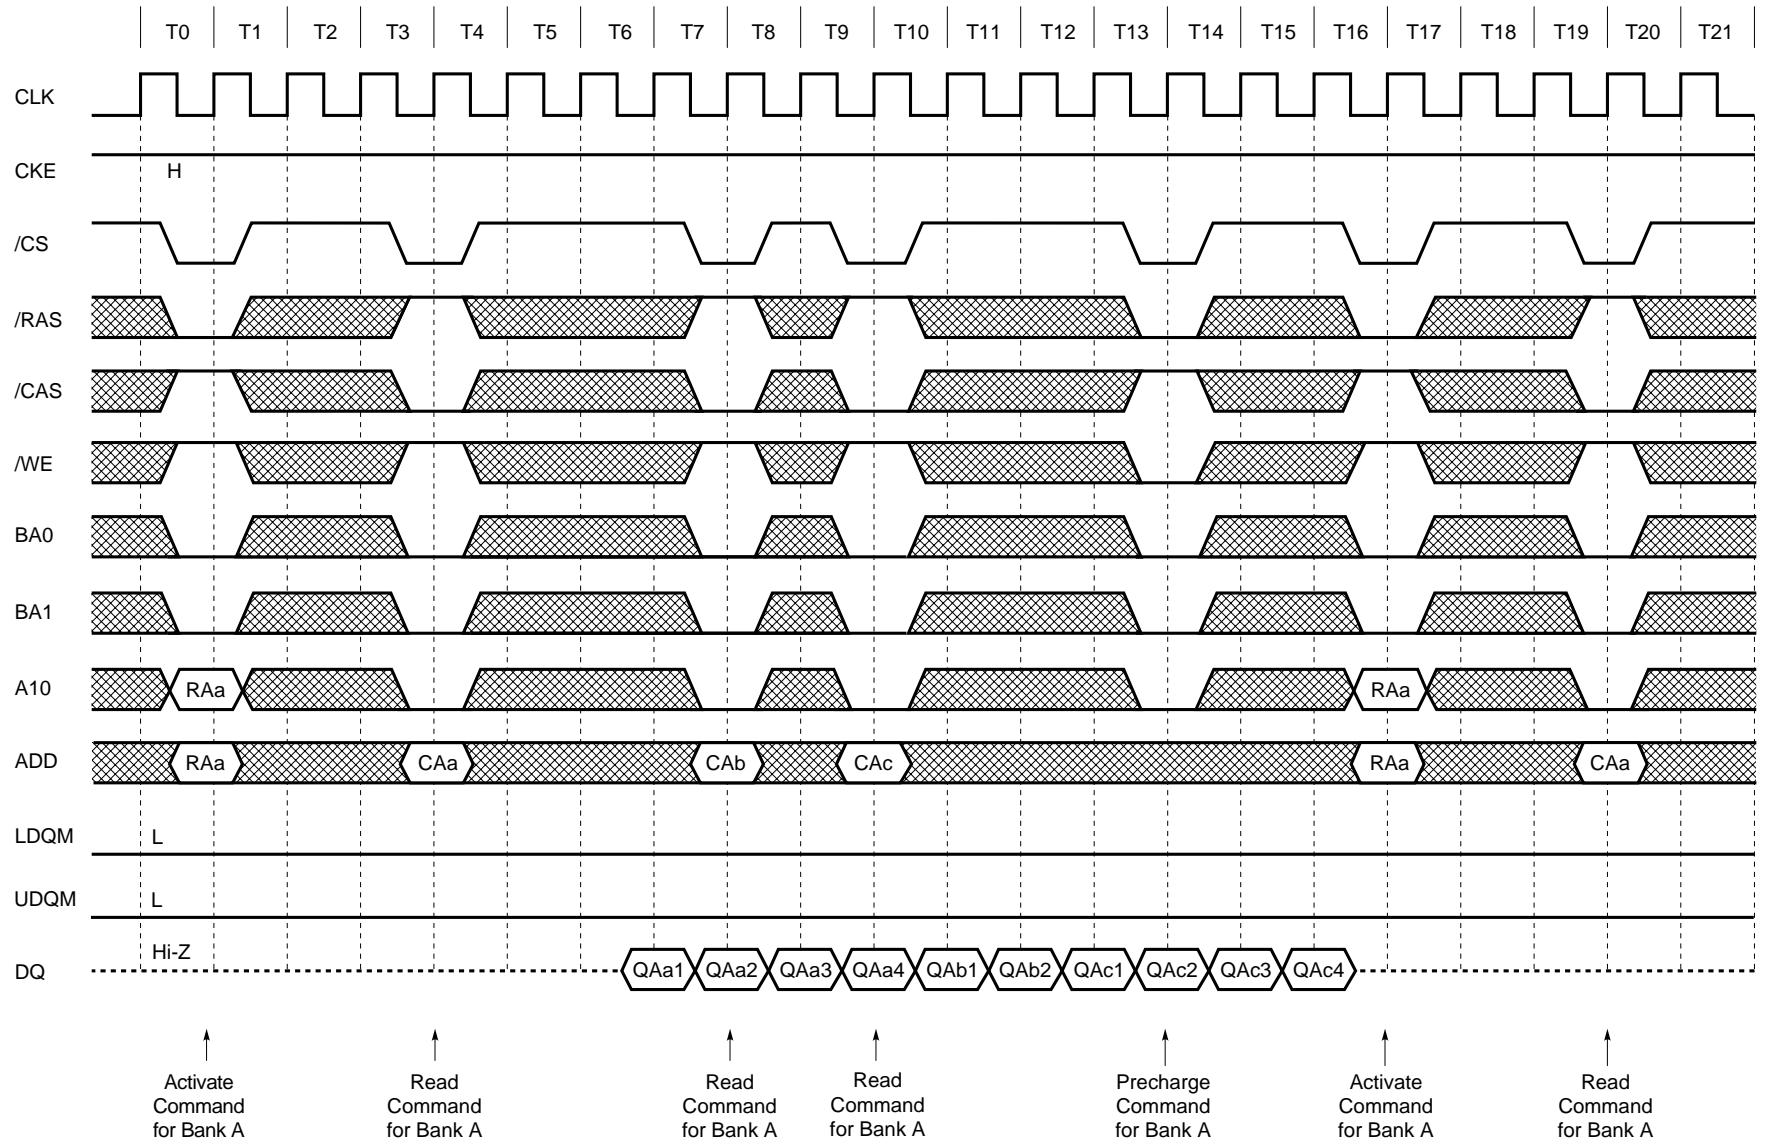 T0 T1 T2 T3 T4 T5 T6 T7 T8 T9 T10 T11 T12 T13 T14 T15 T16 T17 T18 T19 T20 T21
CLK
CKE H
/CS
/RAS
/CAS
/WE
BA0
BA1
A10 RAa RAa
ADD RAa CAa CAb CAc RAa CAa
LDQM L
UDQM L
Hi-Z
DQ QAa1 QAa2 QAa3 QAa4 QAb1 QAb2 QAc1 QAc2 QAc3 QAc4
Activate
Command
for Bank A
Read
Command
for Bank A
Read
Command
for Bank A
Read
Command
for Bank A
Precharge
Command
for Bank A
Activate
Command
for Bank A
Read
Command
for Bank A